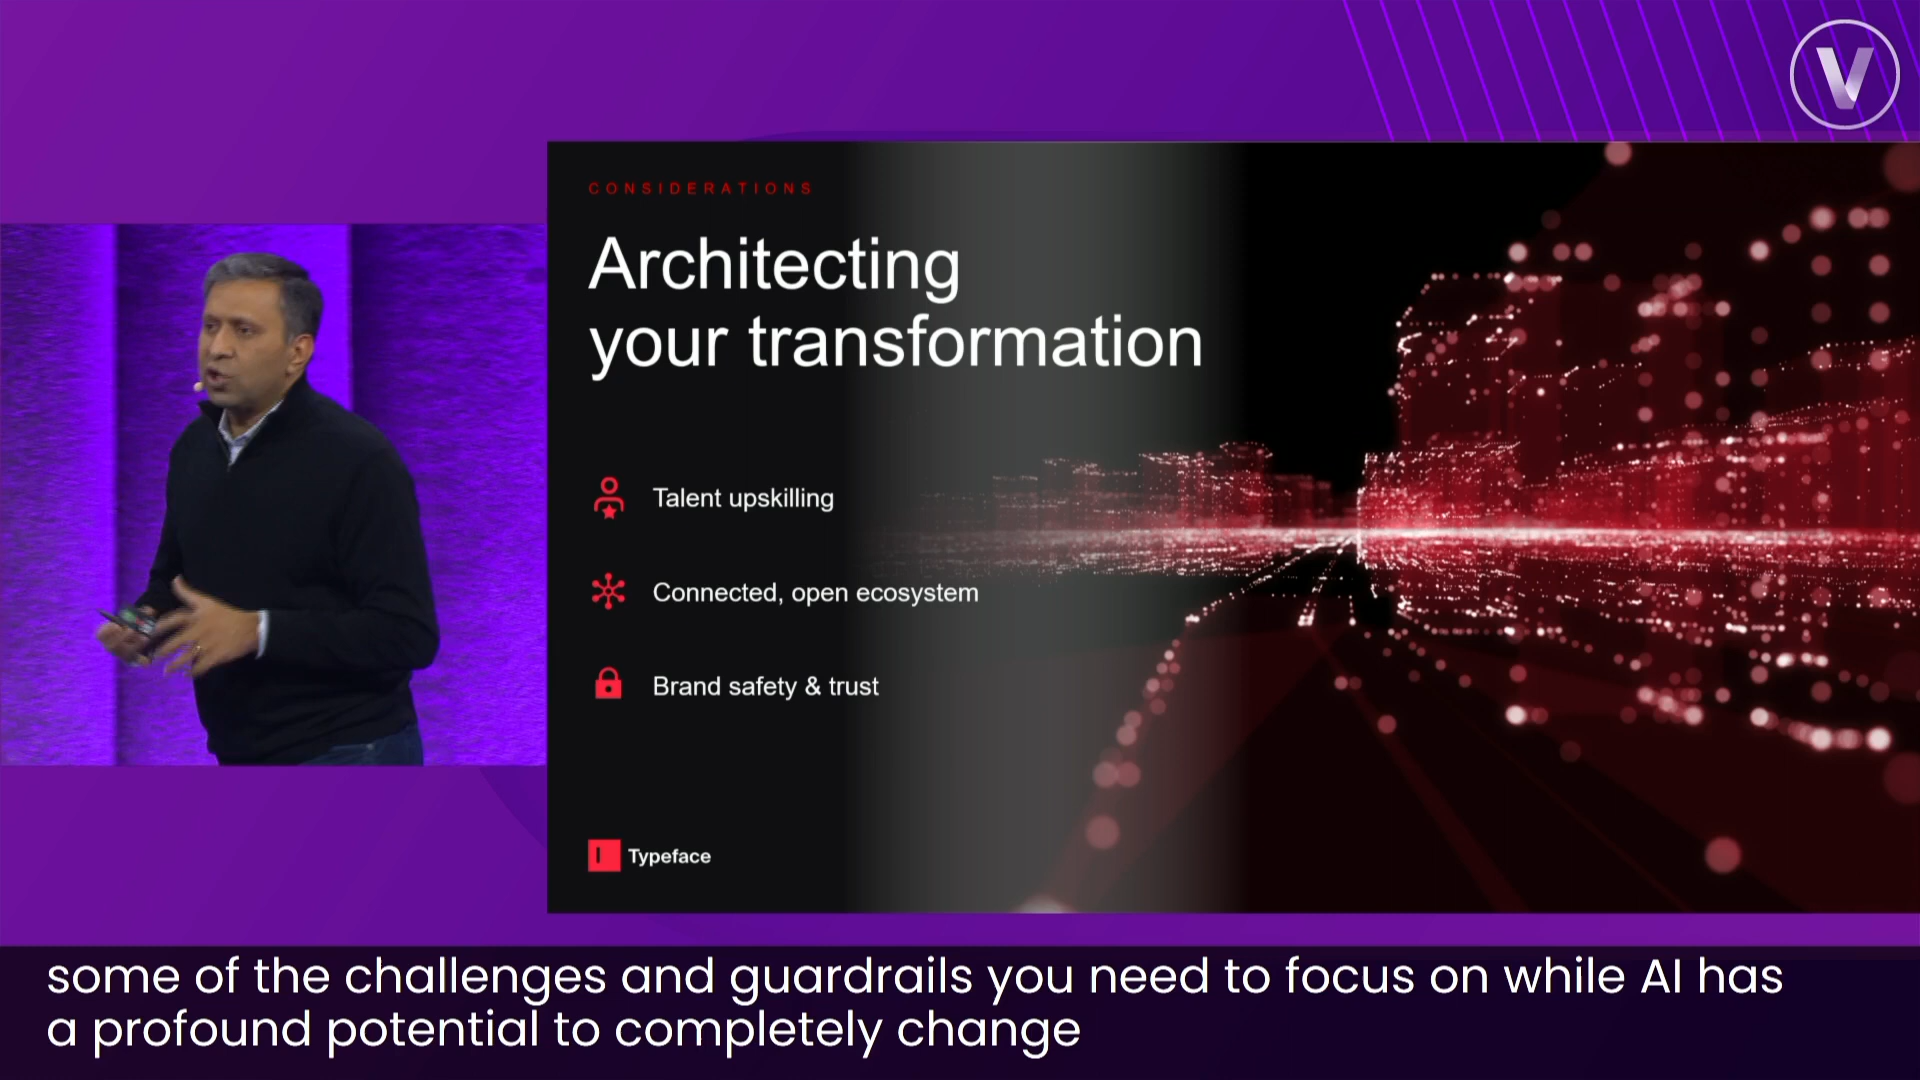 V
CONSIDERATIONS
Architecting
your transformation
Talent upskilling
Connected, open ecosystem
Brand safety & trust
Typeface
some of the challenges and guardrails you need to focus on while AI has
a profound potential to completely change